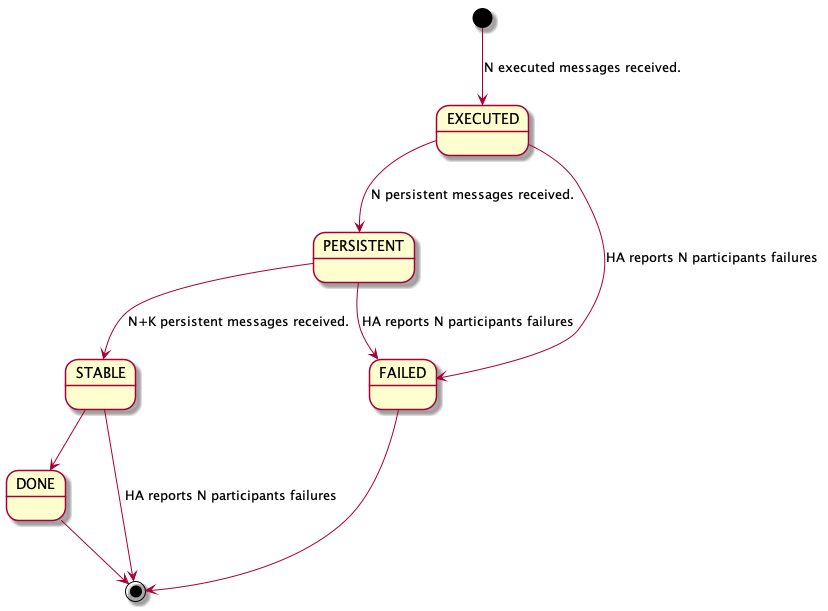 N executed messages received.
EXECUTED
N persistent messages received.
PERSISTENT
HA reports N participants failures
N+K persistent messages received.
HA reports N participants failures
STABLE
FAILED
DONE
HA reports N participants failures